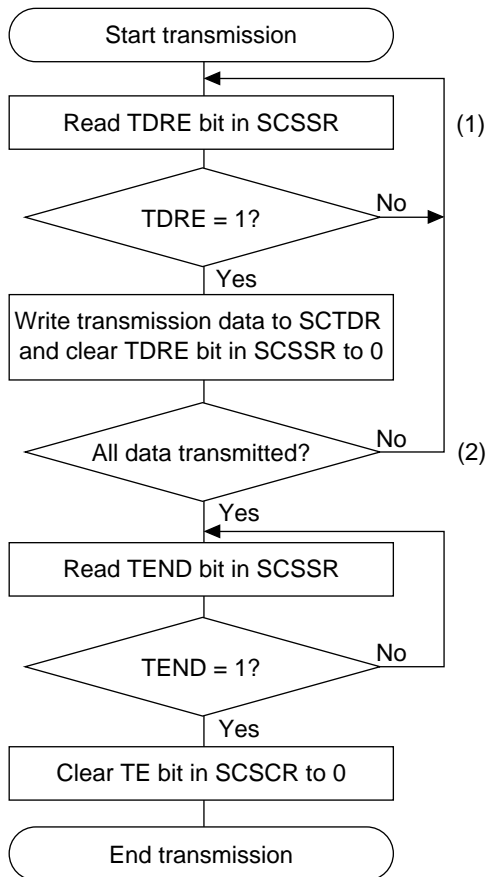 Start transmission
Read TDRE bit in SCSSR
(1)
TDRE = 1?
No
Yes
Write transmission data to SCTDR
and clear TDRE bit in SCSSR to 0
All data transmitted?
No
(2)
Yes
Read TEND bit in SCSSR
TEND = 1?
No
Yes
Clear TE bit in SCSCR to 0
End transmission